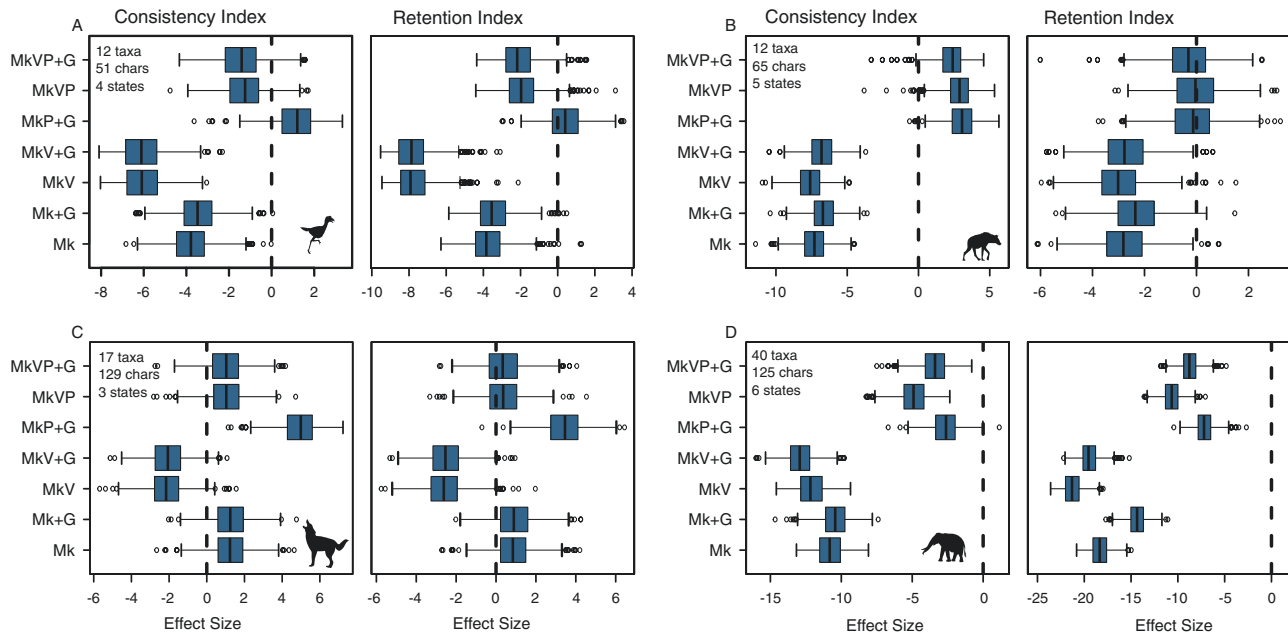 A
Consistency Index
Retention Index
12 taxa
51 chars
4 states
MkVP+G
MkVP
MkP+G
MkV+G
MkV
Mk+G
Mk
-8 -6 -4 -2 0 2
-10 -8 -6 -4 -2 0 2 4
B
Consistency Index
Retention Index
12 taxa
65 chars
5 states
MkVP+G
MkVP
MkP+G
MkV+G
MkV
Mk+G
Mk
-10 -5 0 5
-6 -4 -2 0 2
C
17 taxa
129 chars
3 states
MkVP+G
MkVP
MkP+G
MkV+G
MkV
Mk+G
Mk
-6 -4 -2 0 2 4 6
Effect Size
-6 -4 -2 0 2 4 6
Effect Size
D
40 taxa
125 chars
6 states
MkVP+G
MkVP
MkP+G
MkV+G
MkV
Mk+G
Mk
-15 -10 -5 0
Effect Size
-25 -20 -15 -10 -5 0
Effect Size